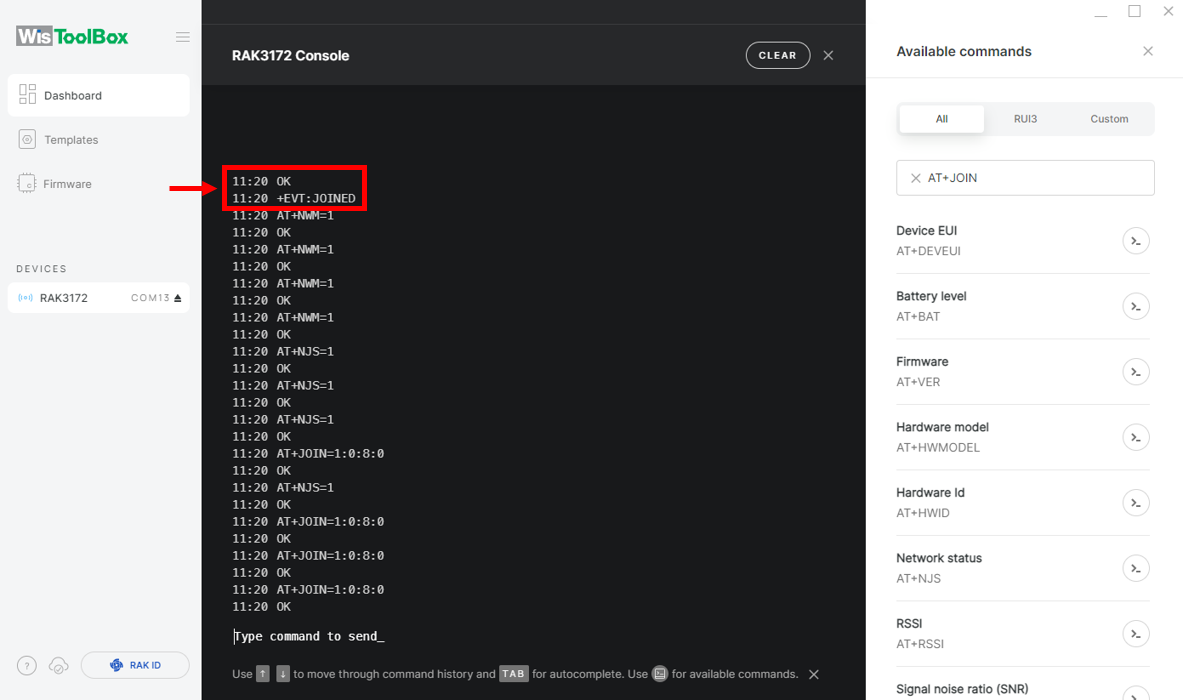 WisToolBox
Dashboard
Templates
Firmware
DEVICES
RAK3172 COM13
? RAK ID
RAK3172 Console
CLEAR
11:20 OK
11:20 +EVT:JOINED
11:20 AT+NWM=1
11:20 OK
11:20 AT+NWM=1
11:20 OK
11:20 AT+NWM=1
11:20 OK
11:20 AT+NWM=1
11:20 OK
11:20 AT+NJS=1
11:20 OK
11:20 AT+NJS=1
11:20 OK
11:20 AT+NJS=1
11:20 OK
11:20 AT+JOIN=1:0:8:0
11:20 OK
11:20 AT+NJS=1
11:20 OK
11:20 AT+JOIN=1:0:8:0
11:20 OK
11:20 AT+JOIN=1:0:8:0
11:20 OK
11:20 AT+JOIN=1:0:8:0
11:20 OK
Type command to send_
Use ↑ ↓ to move through command history and TAB for autocomplete. Use for available commands.
Available commands
All RUI3 Custom
AT+JOIN
Device EUI
AT+DEVEUI
Battery level
AT+BAT
Firmware
AT+VER
Hardware model
AT+HWMODEL
Hardware Id
AT+HWID
Network status
AT+NJS
RSSI
AT+RSSI
Signal noise ratio (SNR)